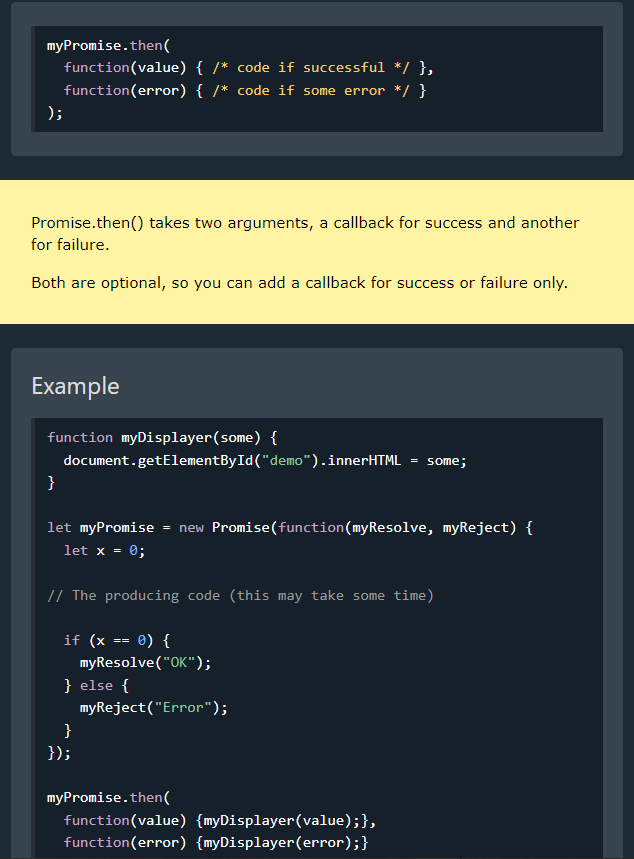 myPromise.then(
  function(value) { /* code if successful */ },
  function(error) { /* code if some error */ }
);
Promise.then() takes two arguments, a callback for success and another
for failure.
Both are optional, so you can add a callback for success or failure only.
Example
function myDisplayer(some) {
  document.getElementById("demo").innerHTML = some;
}
let myPromise = new Promise(function(myResolve, myReject) {
  let x = 0;
// The producing code (this may take some time)
  if (x == 0) {
    myResolve("OK");
  } else {
    myReject("Error");
  }
});
myPromise.then(
  function(value) {myDisplayer(value);},
  function(error) {myDisplayer(error);}